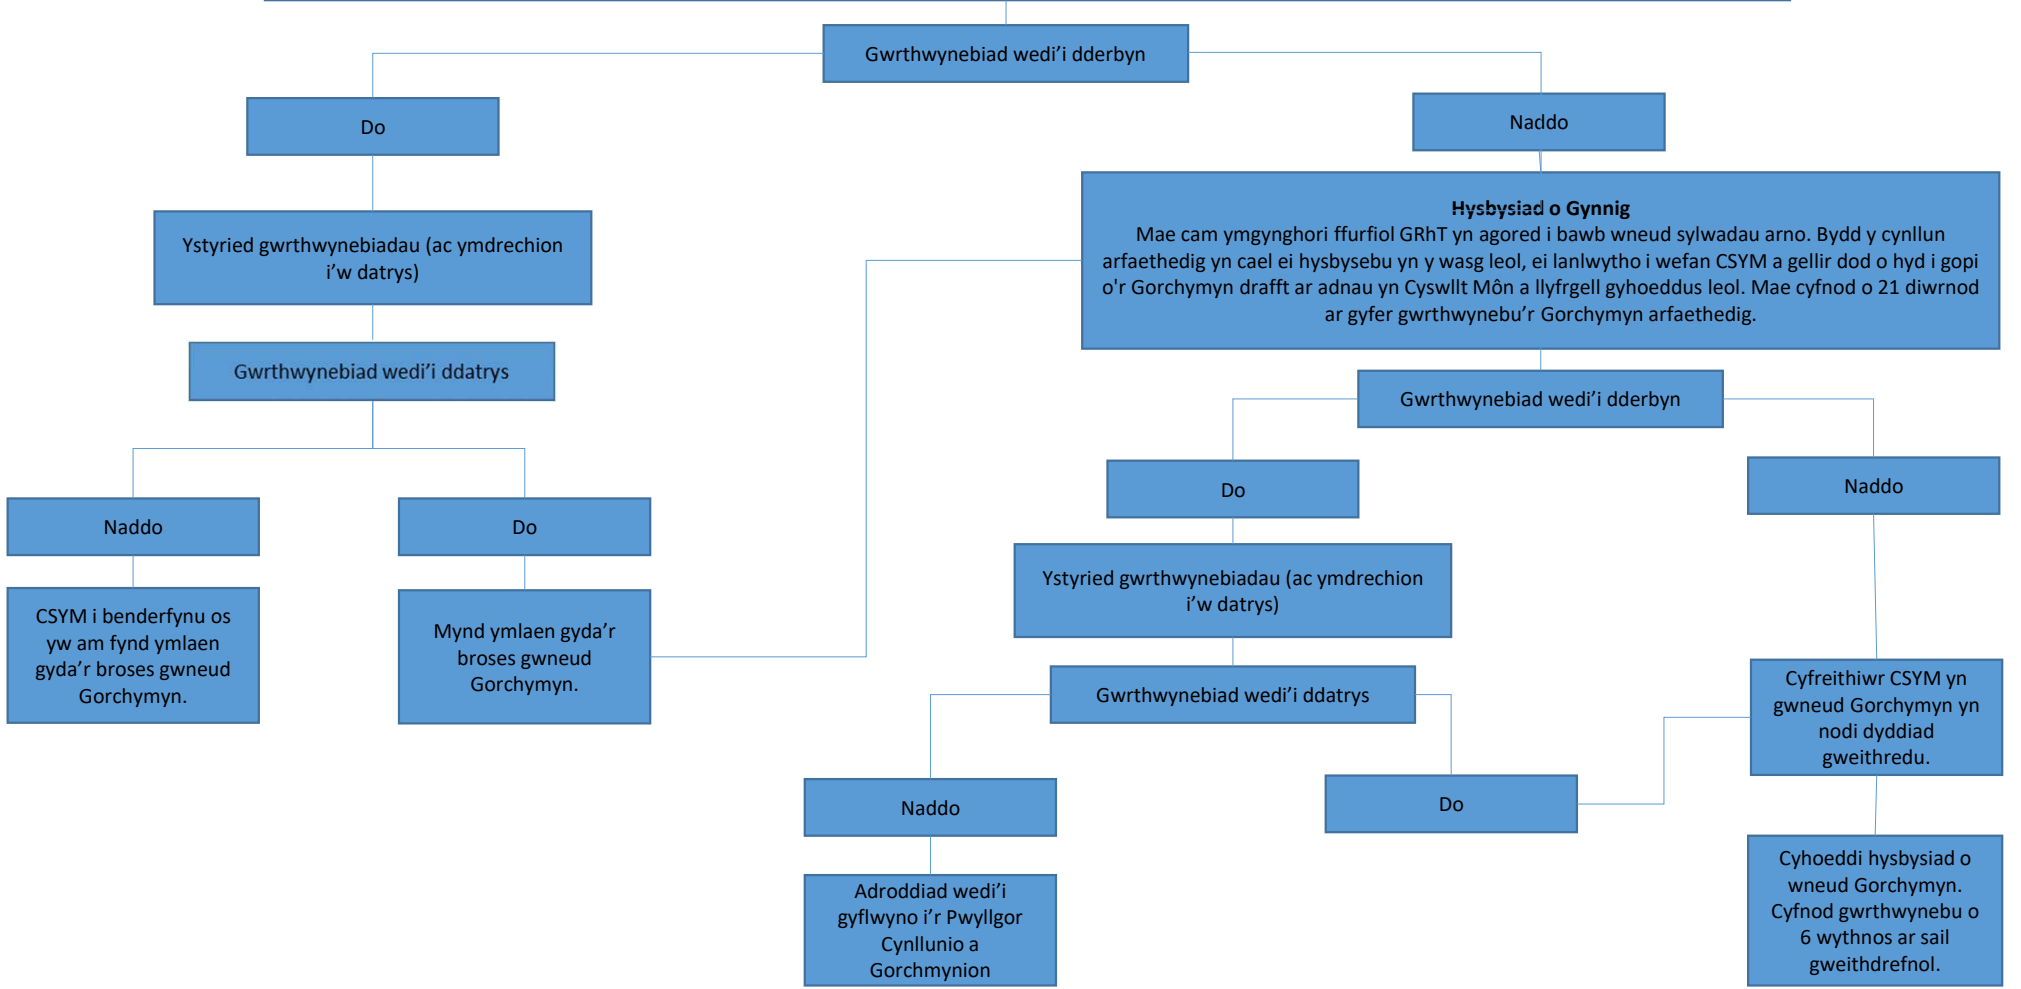 Gwrthwynebiad wedi’i dderbyn
Do
Naddo
Ystyried gwrthwynebiadau (ac ymdrechion
i’w datrys)
Hysbysiad o Gynnig
Mae cam ymgynghori ffurfiol GRhT yn agored i bawb wneud sylwadau arno. Bydd y cynllun
arfaethedig yn cael ei hysbysebu yn y wasg leol, ei lanlwytho i wefan CSYM a gellir dod o hyd i gopi
o'r Gorchymyn drafft ar adnau yn Cyswllt Môn a llyfrgell gyhoeddus leol. Mae cyfnod o 21 diwrnod
ar gyfer gwrthwynebu’r Gorchymyn arfaethedig.
Gwrthwynebiad wedi’i ddatrys
Gwrthwynebiad wedi’i dderbyn
Naddo
Do
Do
Naddo
CSYM i benderfynu os
yw am fynd ymlaen
gyda’r broses gwneud
Gorchymyn.
Mynd ymlaen gyda’r
broses gwneud
Gorchymyn.
Ystyried gwrthwynebiadau (ac ymdrechion
i’w datrys)
Gwrthwynebiad wedi’i ddatrys
Cyfreithiwr CSYM yn
gwneud Gorchymyn yn
nodi dyddiad
gweithredu.
Naddo
Do
Adroddiad wedi’i
gyflwyno i’r Pwyllgor
Cynllunio a
Gorchmynion
Cyhoeddi hysbysiad o
wneud Gorchymyn.
Cyfnod gwrthwynebu o
6 wythnos ar sail
gweithdrefnol.